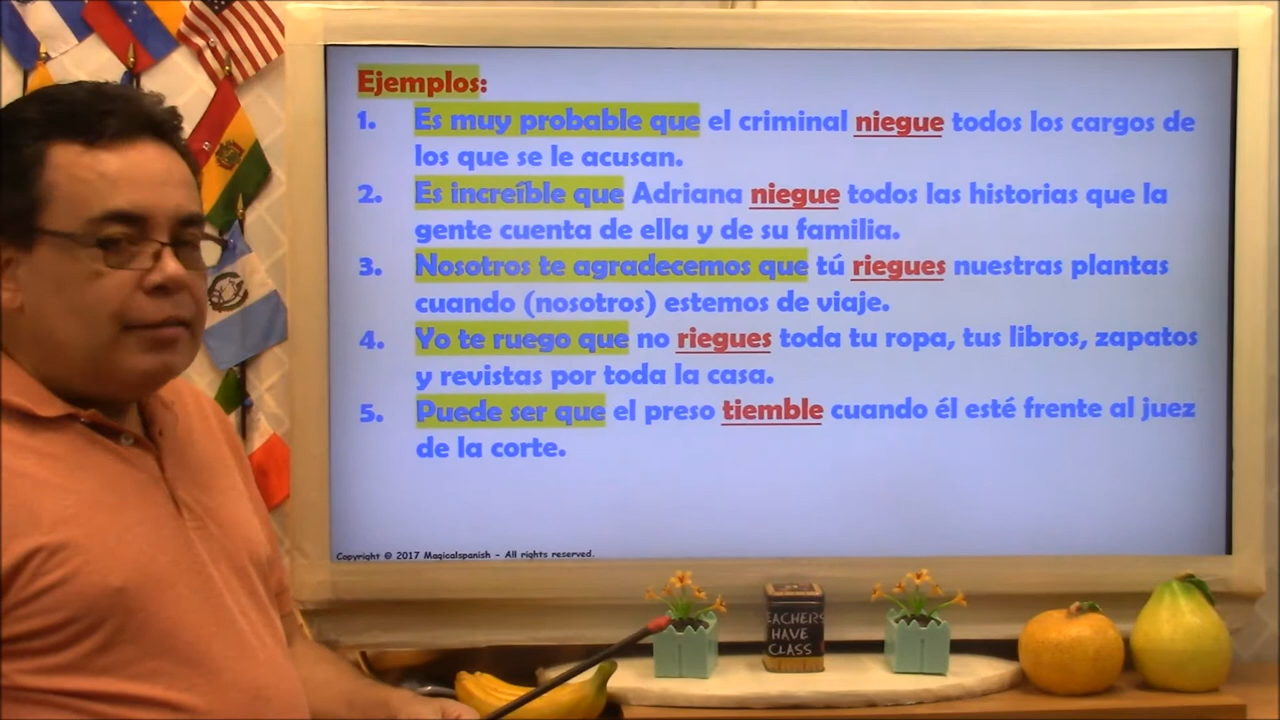 Ejemplos:
1. Es muy probable que el criminal niegue todos los cargos de
los que se le acusan.
2. Es increíble que Adriana niegue todos las historias que la
gente cuenta de ella y de su familia.
3. Nosotros te agradecemos que tú riegues nuestras plantas
cuando (nosotros) estemos de viaje.
4. Yo te ruego que no riegues toda tu ropa, tus libros, zapatos
y revistas por toda la casa.
5. Puede ser que el preso tiemble cuando él esté frente al juez
de la corte.
Copyright © 2017 Magicalspanish - All rights reserved.
EACHERS
HAVE
CLASS